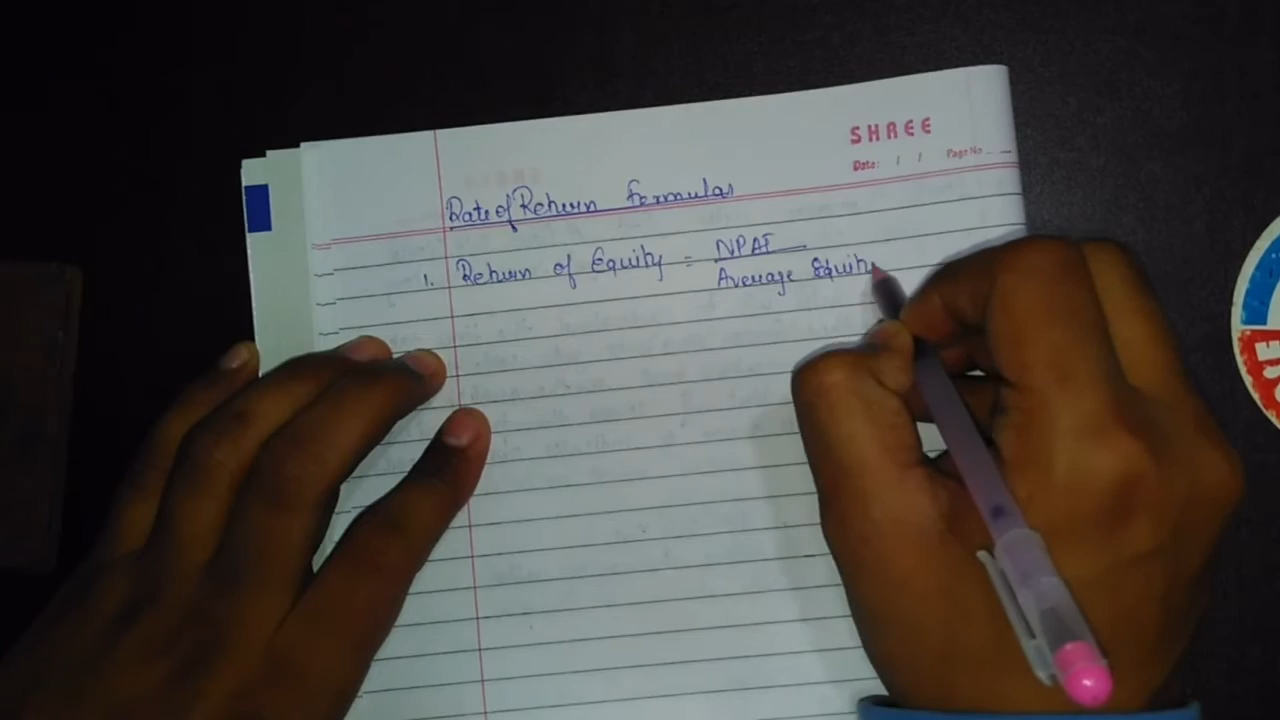 SHREE
Date: / / Page No
Rate of Return Formulas
1. Return of Equity = NPAT
Average Equity